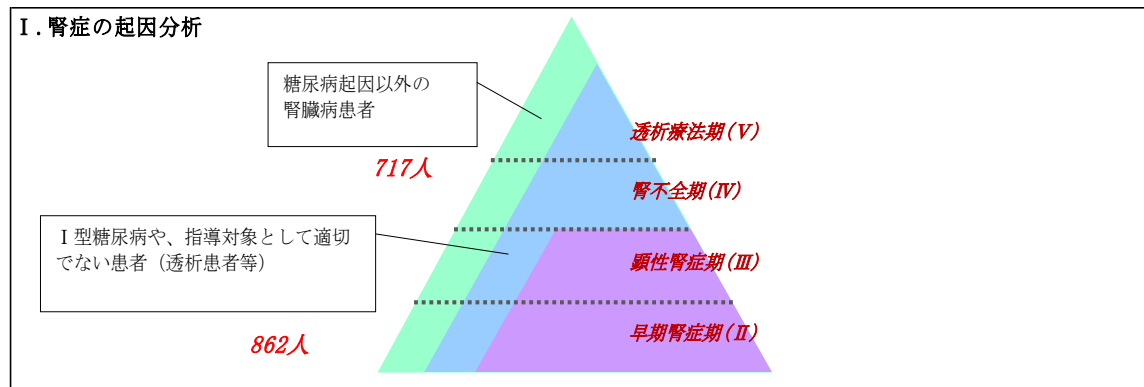 Ⅰ.腎症の起因分析
糖尿病起因以外の
腎臓病患者
717人
透析療法期(Ⅴ)
腎不全期(Ⅳ)
Ⅰ型糖尿病や、指導対象として適切
でない患者（透析患者等）
顕性腎症期(Ⅲ)
862人
早期腎症期(Ⅱ)